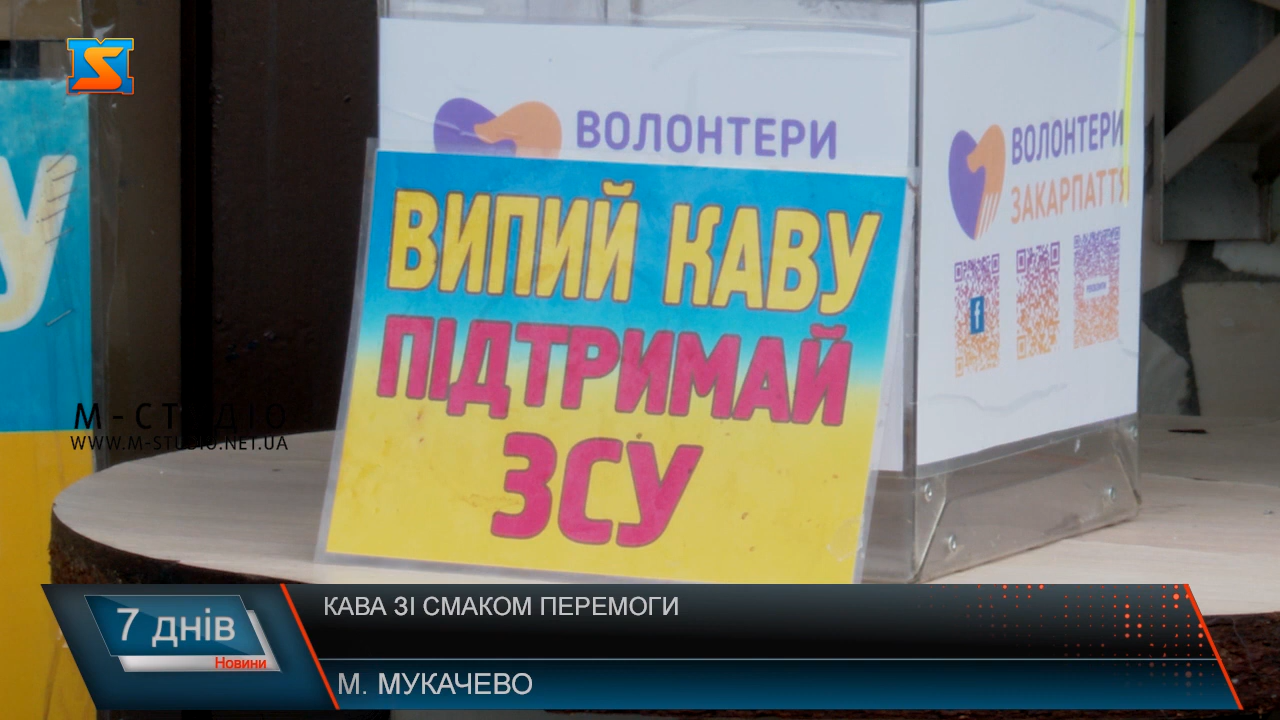 ВОЛОНТЕРИ
ВОЛОНТЕРИ
ЗАКАРПАТТЯ
ВИПИЙ КАВУ
ПІДТРИМАЙ
ЗСУ
У
М-СТУДІО
WWW.M-STUDIO.NET.UA
7 днів
Новини
КАВА ЗІ СМАКОМ ПЕРЕМОГИ
М. МУКАЧЕВО